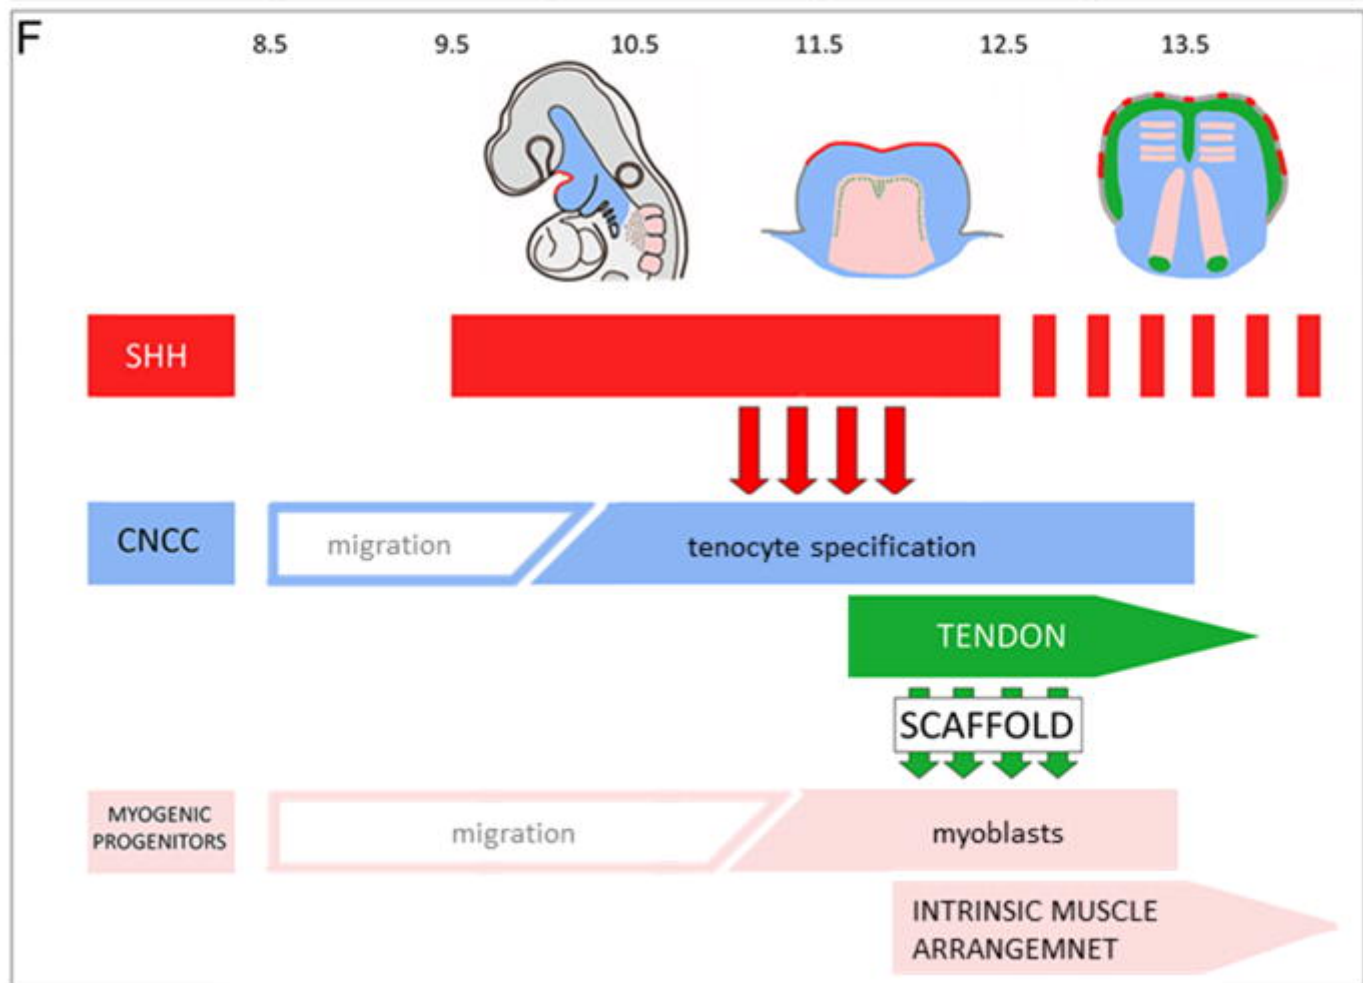 F
8.5 9.5 10.5 11.5 12.5 13.5
SHH
CNCC
migration
tenocyte specification
TENDON
SCAFFOLD
MYOGENIC
PROGENITORS
migration
myoblasts
INTRINSIC MUSCLE
ARRANGEMNET